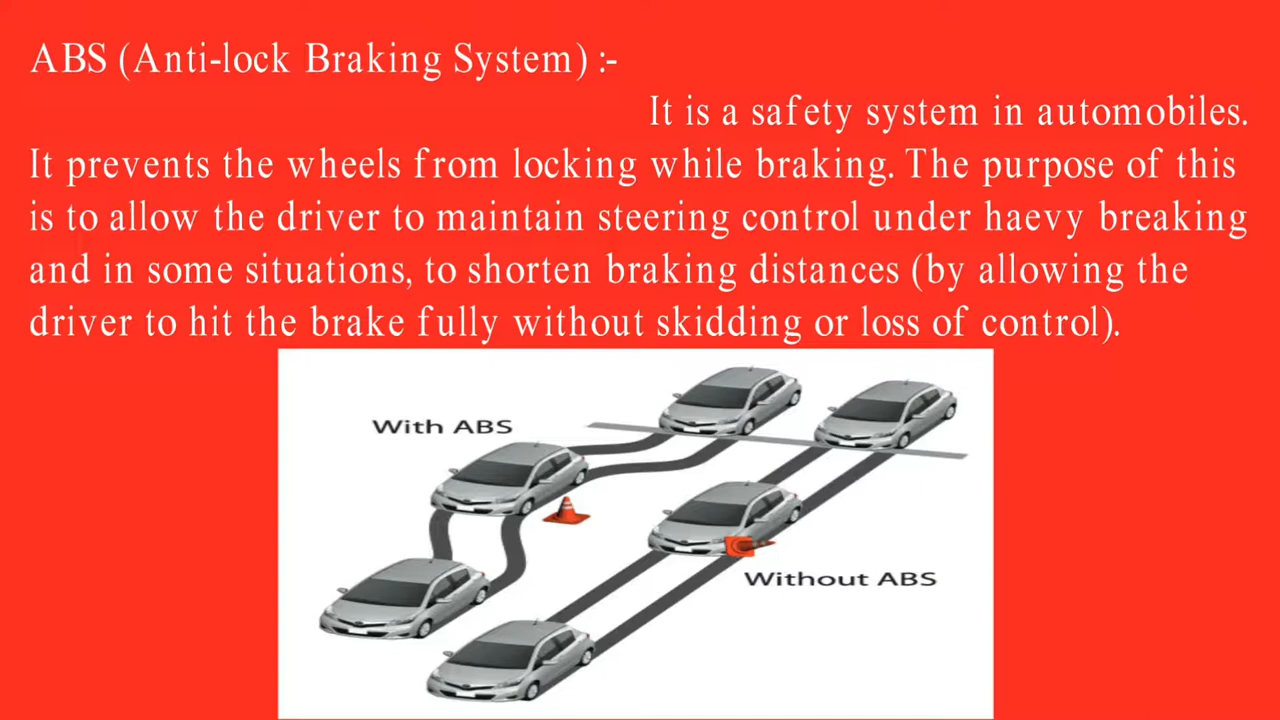 ABS (Anti-lock Braking System) :-
It is a safety system in automobiles.
It prevents the wheels from locking while braking. The purpose of this
is to allow the driver to maintain steering control under haevy breaking
and in some situations, to shorten braking distances (by allowing the
driver to hit the brake fully without skidding or loss of control).
With ABS
Without ABS